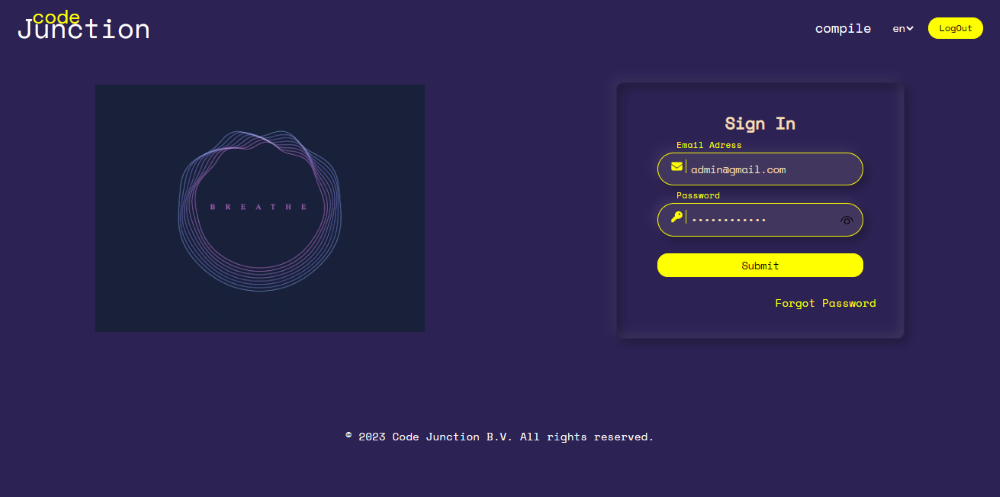 code
Junction
compile
en
LogOut
BREATHE
Sign In
Email Adress
admin@gmail.com
Password
••••••••••••
Submit
Forgot Password
© 2023 Code Junction B.V. All rights reserved.